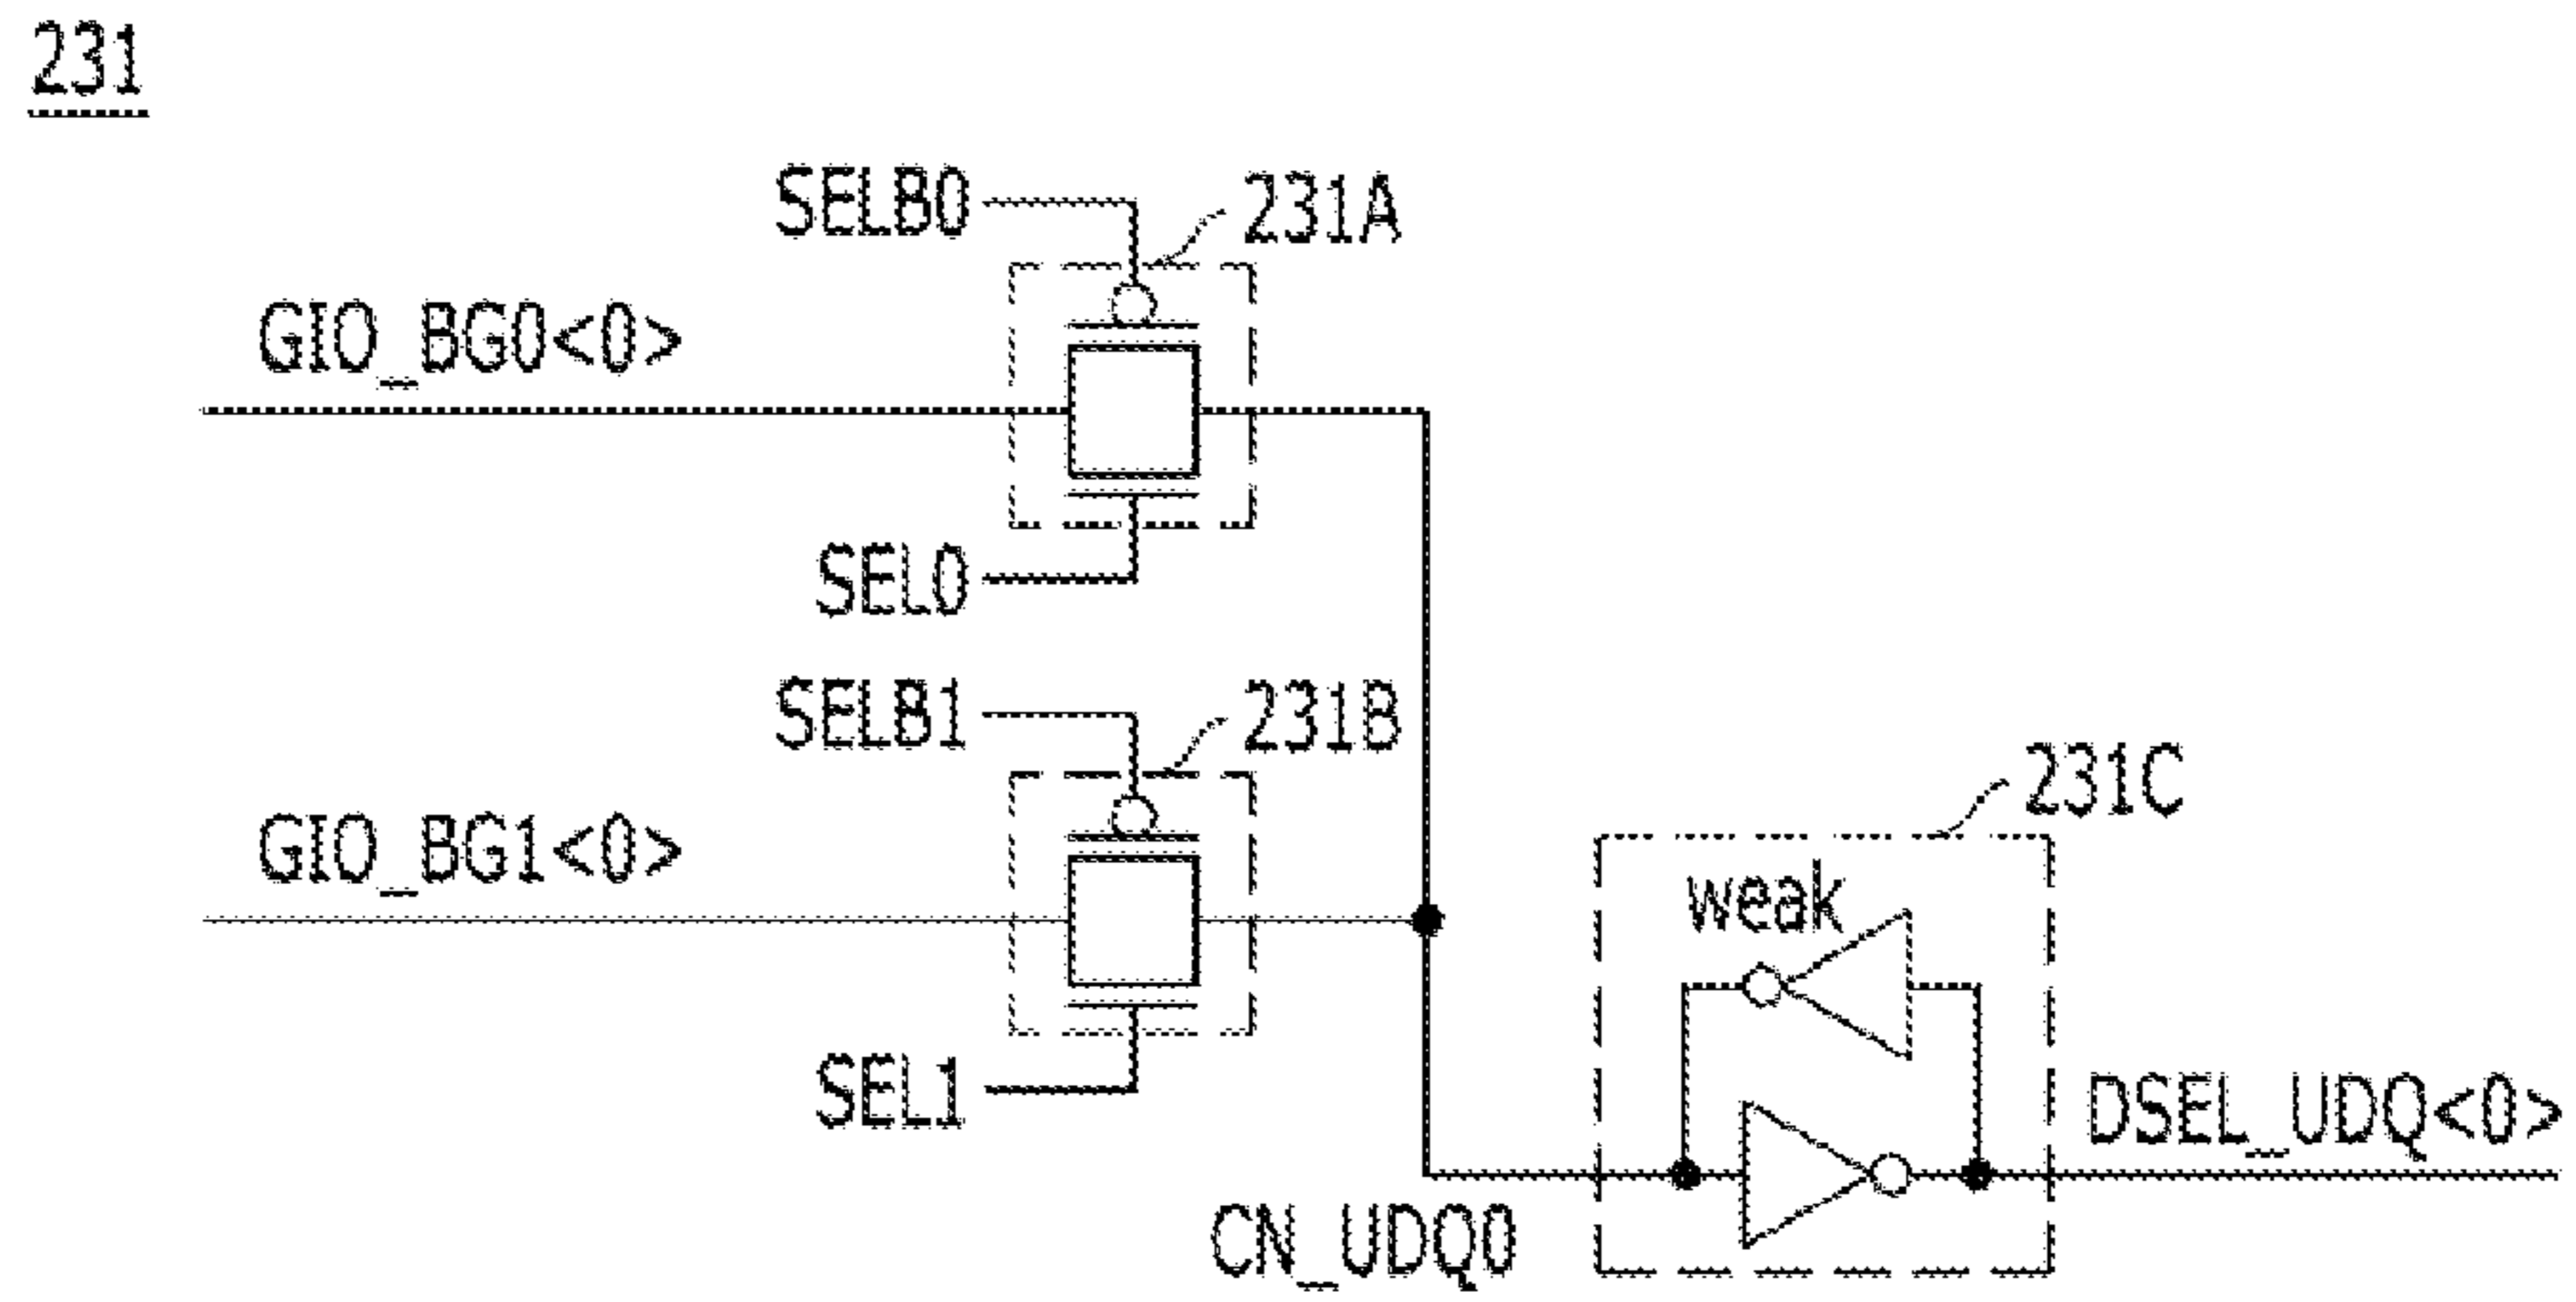 231
SELB0
231A
GIO_BG0<0>
SEL0
SELB1
231B
GIO_BG1<0>
231C
weak
SEL1
DSEL_UDQ<0>
CN_UDQ0